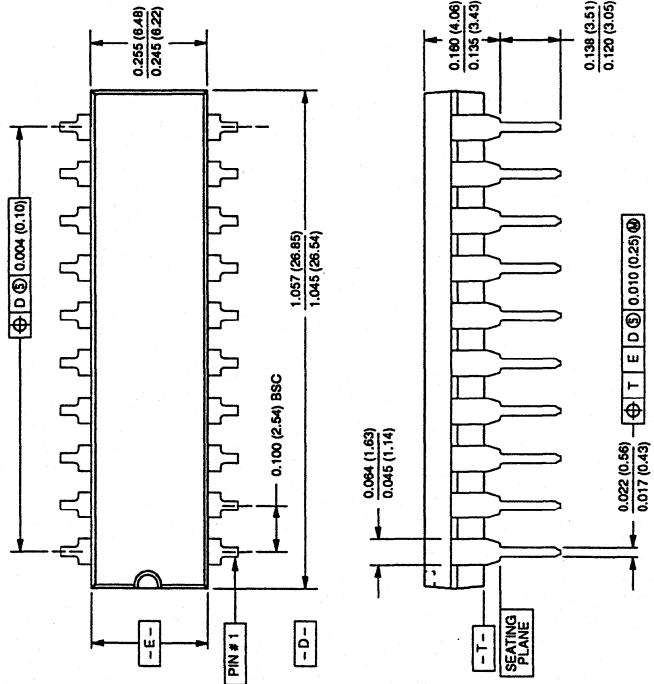 ⌖ D Ⓢ 0.004 (0.10)
0.255 (6.48)
0.245 (6.22)
1.057 (26.85)
1.045 (26.54)
0.100 (2.54) BSC
- E -
PIN # 1
- D -
0.160 (4.06)
0.135 (3.43)
0.138 (3.51)
0.120 (3.05)
0.064 (1.63)
0.045 (1.14)
- T -
SEATING
PLANE
0.022 (0.56)
0.017 (0.43)
⌖ T E D Ⓢ 0.010 (0.25) Ⓜ